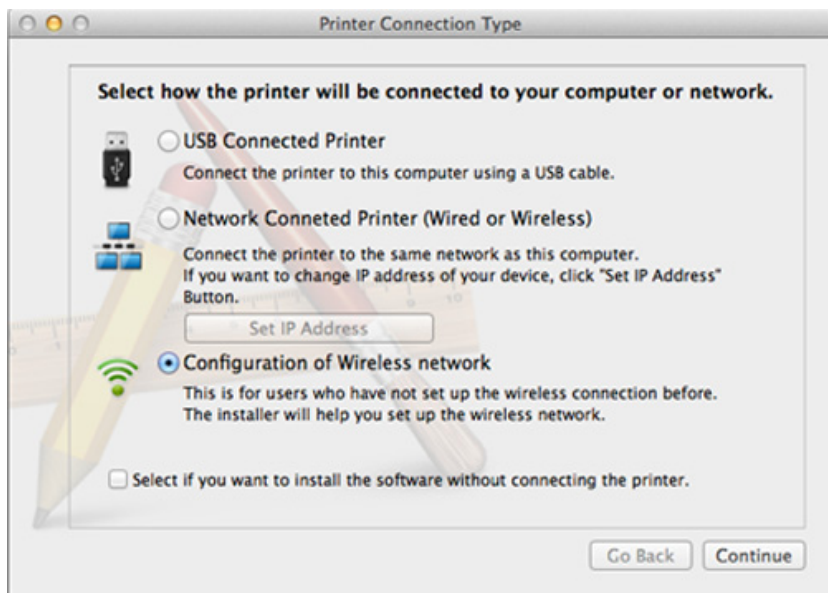 Printer Connection Type
Select how the printer will be connected to your computer or network.
USB Connected Printer
Connect the printer to this computer using a USB cable.
Network Conneted Printer (Wired or Wireless)
Connect the printer to the same network as this computer.
If you want to change IP address of your device, click "Set IP Address"
Button.
Set IP Address
Configuration of Wireless network
This is for users who have not set up the wireless connection before.
The installer will help you set up the wireless network.
Select if you want to install the software without connecting the printer.
Go Back
Continue